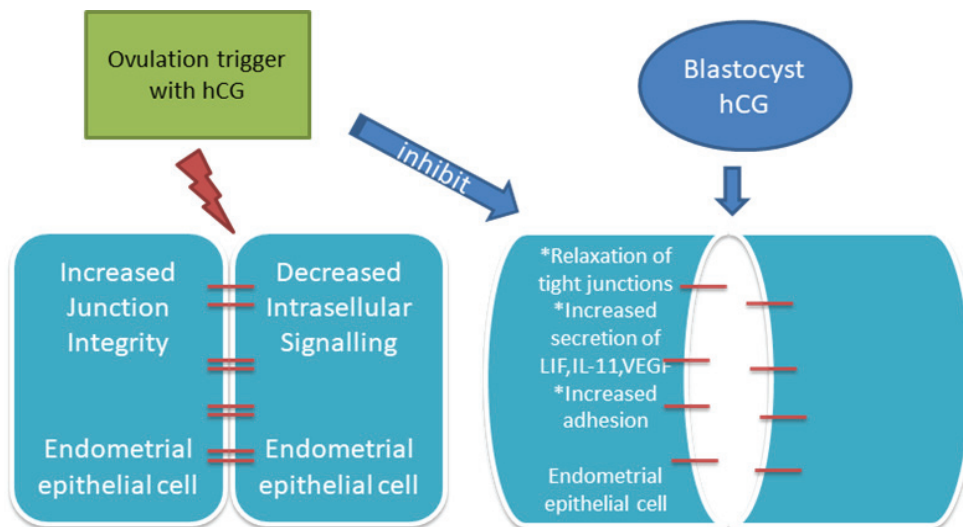 Ovulation trigger
with hCG
inhibit
Blastocyst
hCG
Increased
Junction
Integrity
Endometrial
epithelial cell
Decreased
Intrasellular
Signalling
Endometrial
epithelial cell
*Relaxation of
tight junctions
*Increased
secretion of
LIF,IL-11,VEGF
*Increased
adhesion
Endometrial
epithelial cell